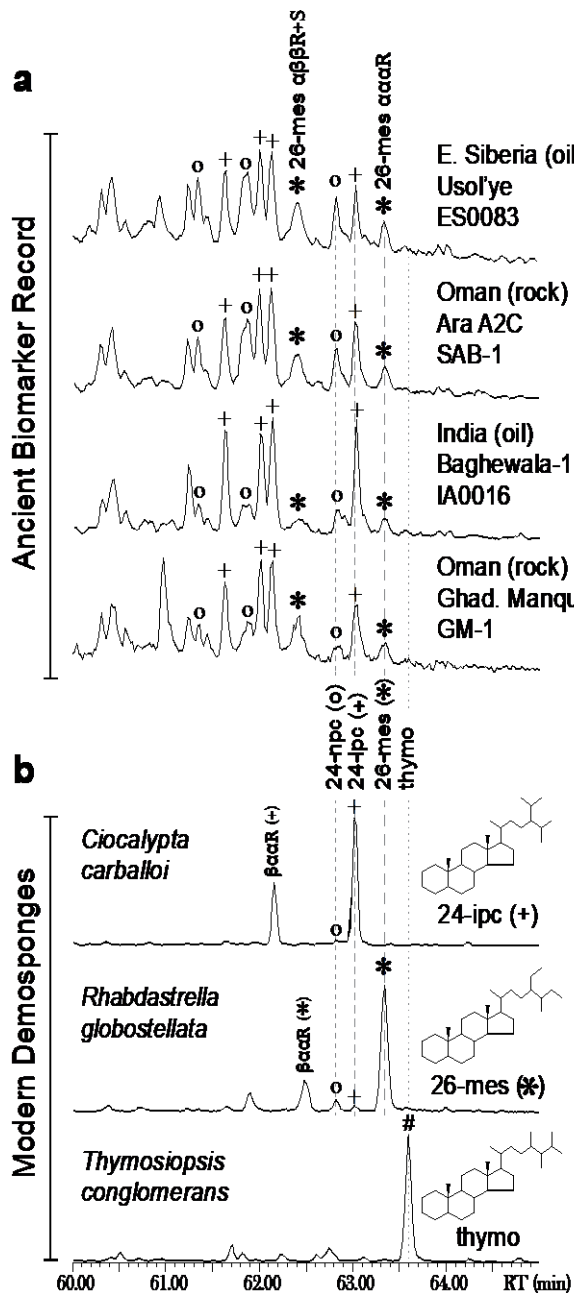 a
Ancient Biomarker Record
* 26-mes αββR+S
* 26-mes αααR
o + o + + o +
E. Siberia (oil
Usol'ye
ES0083
o + o ++ * o + *
Oman (rock)
Ara A2C
SAB-1
o + o + + * o + *
India (oil)
Baghewala-1
IA0016
o + o + + * o + *
Oman (rock)
Ghad. Manqu
GM-1
24-npc (o)
24-ipc (+)
26-mes (*)
thymo
b
Modern Demosponges
Ciocalypta
carballoi
βααR (+)
o +
24-ipc (+)
Rhabdastrella
globostellata
βααR (*)
o + *
26-mes (*)
Thymosiopsis
conglomerans
#
thymo
60.00 61.00 62.00 63.00 64.00 RT (min)